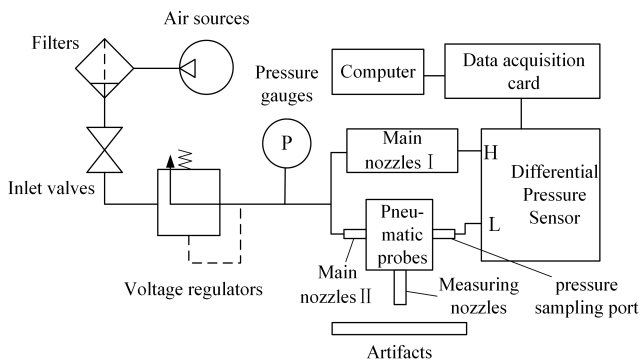 Air sources
Filters
Pressure
gauges
Computer
Data acquisition
card
P
Main
nozzles Ⅰ
H
Inlet valves
Differential
Pressure
Sensor
Pneu-
matic
probes
L
Voltage regulators
Main
nozzles Ⅱ
Measuring
nozzles
pressure
sampling port
Artifacts